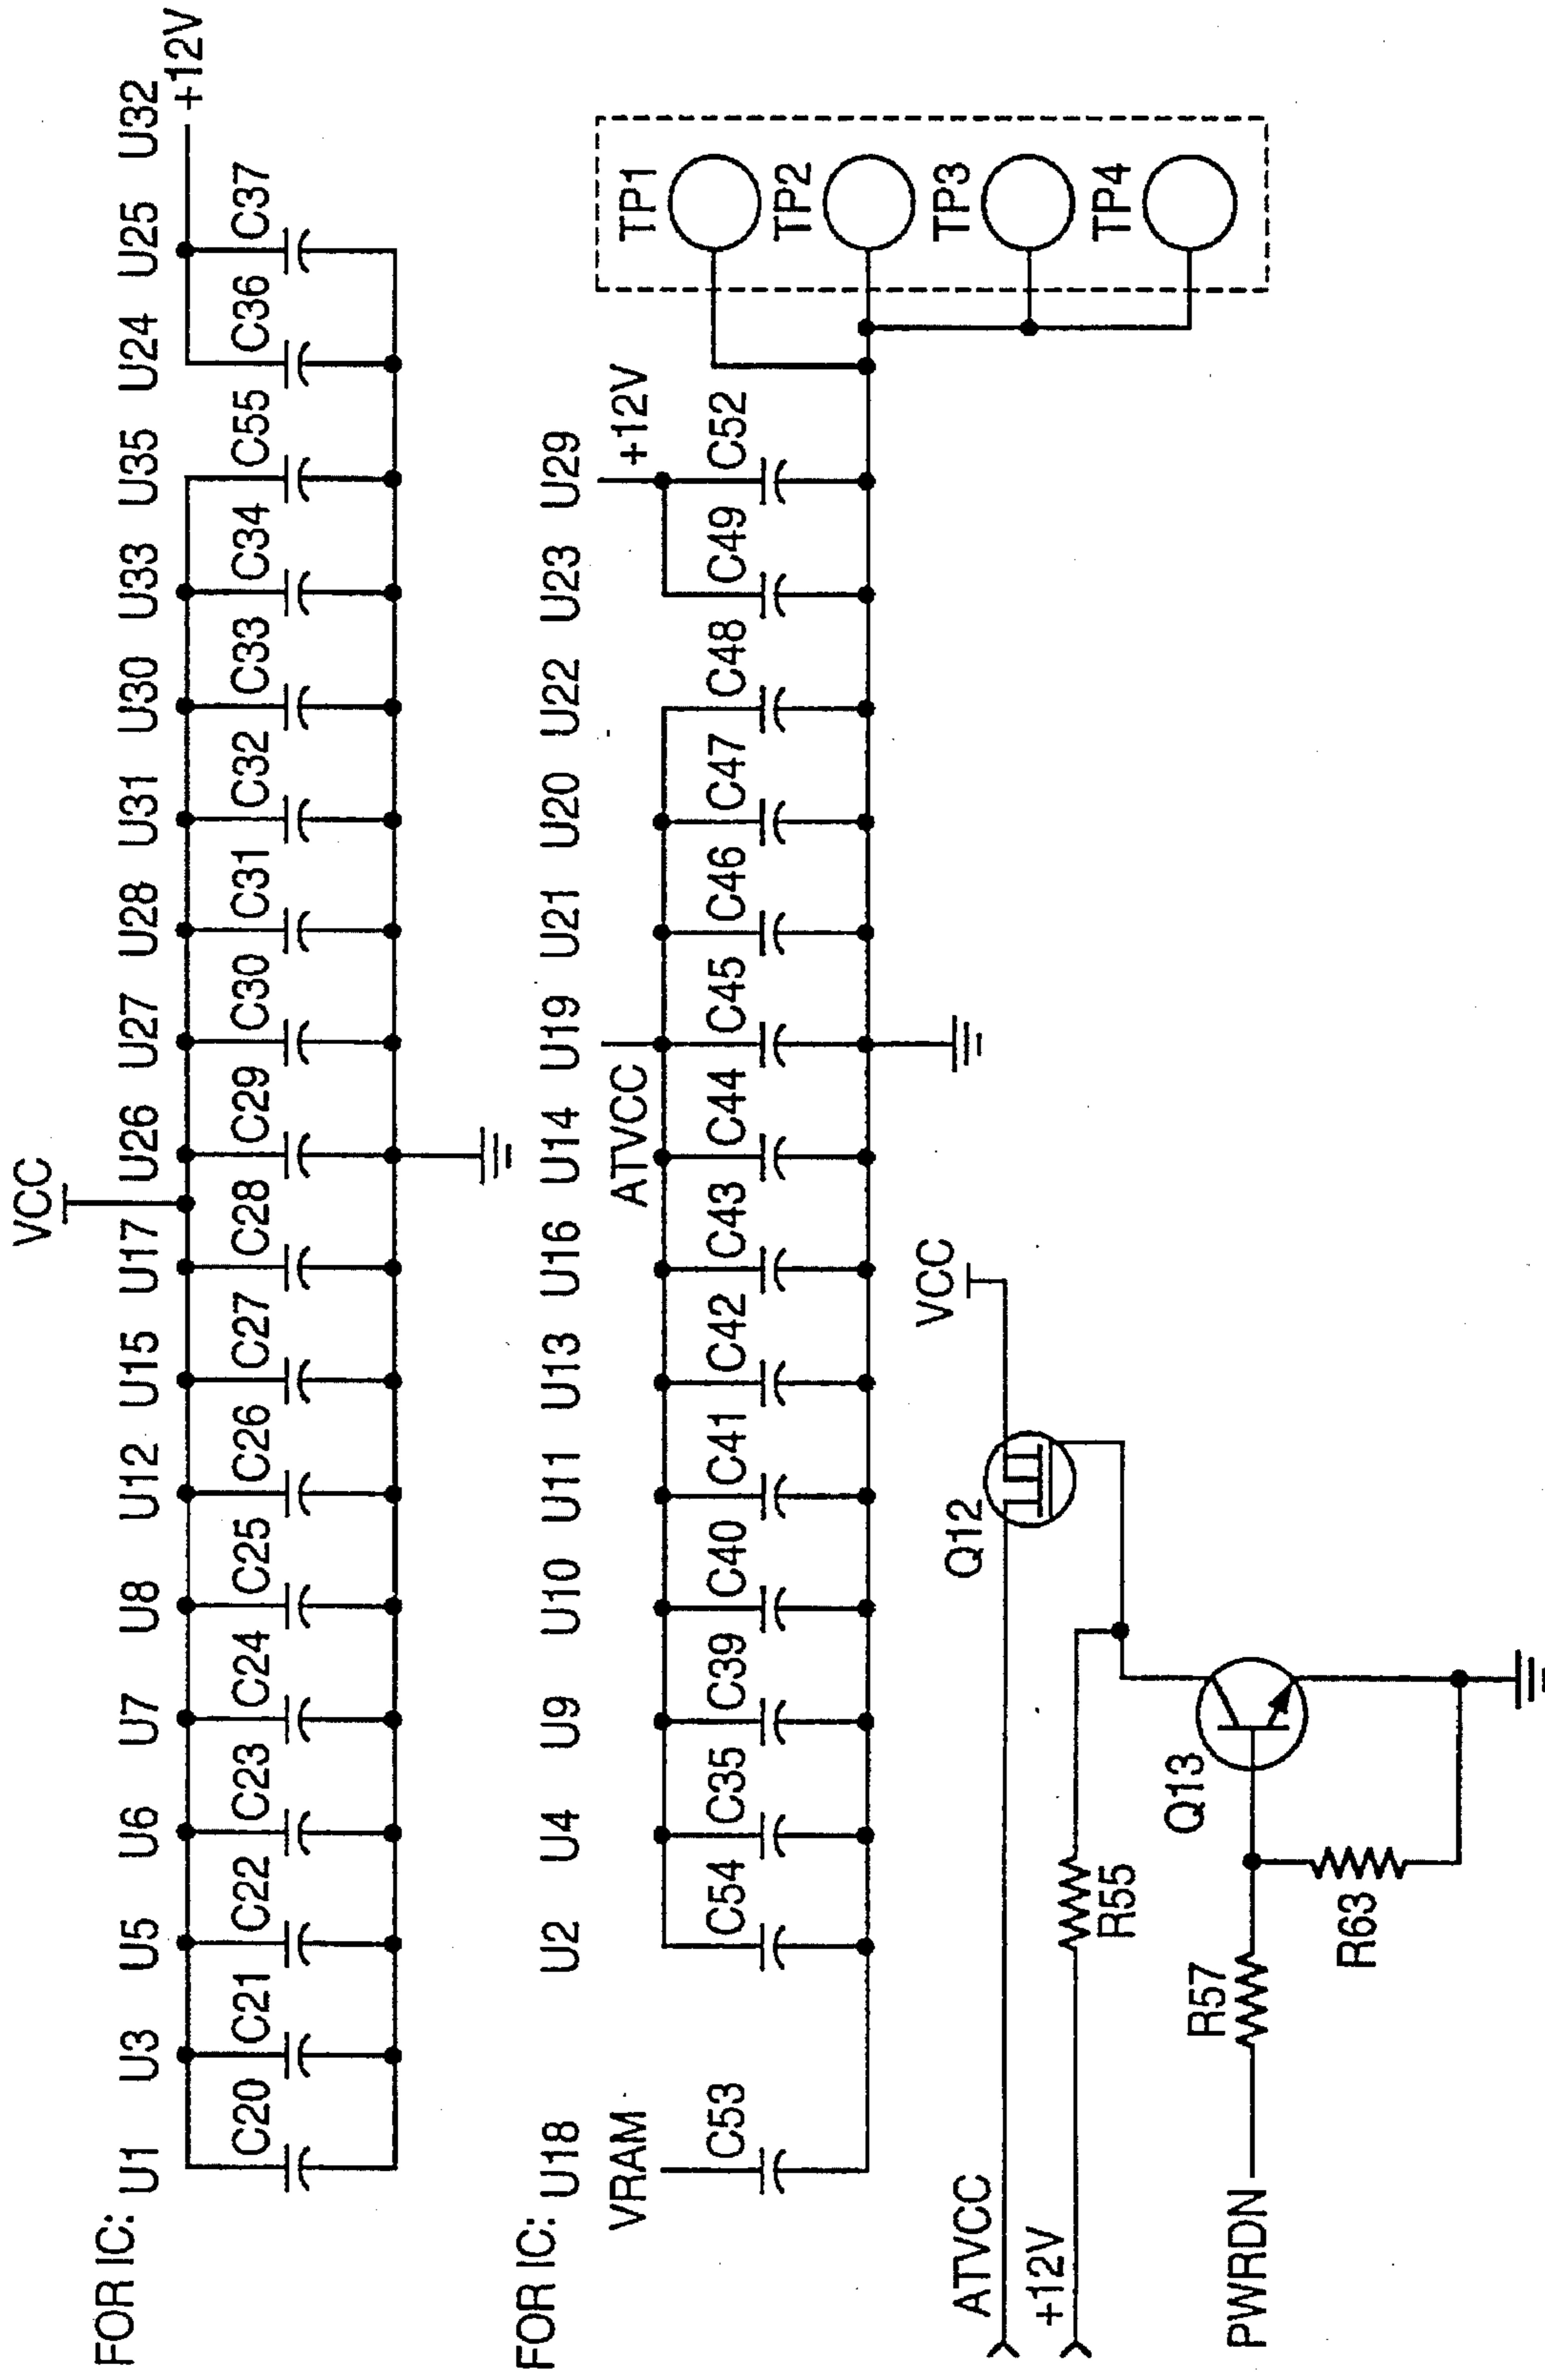 VCC
FOR IC: U1 U3 U5 U6 U7 U8 U12 U15 U17 U26 U27 U28 U31 U30 U33 U35 U24 U25 U32
+12V
C20 C21 C22 C23 C24 C25 C26 C27 C28 C29 C30 C31 C32 C33 C34 C55 C36 C37
FOR IC: U18 U2 U4 U9 U10 U11 U13 U16 U14 U19 U21 U20 U22 U23 U29
VRAM ATVCC +12V
C53 C54 C35 C39 C40 C41 C42 C43 C44 C45 C46 C47 C48 C49 C52
TP1
TP2
TP3
TP4
VCC
Q12
ATVCC
+12V
R55
Q13
R57
PWRDN
R63